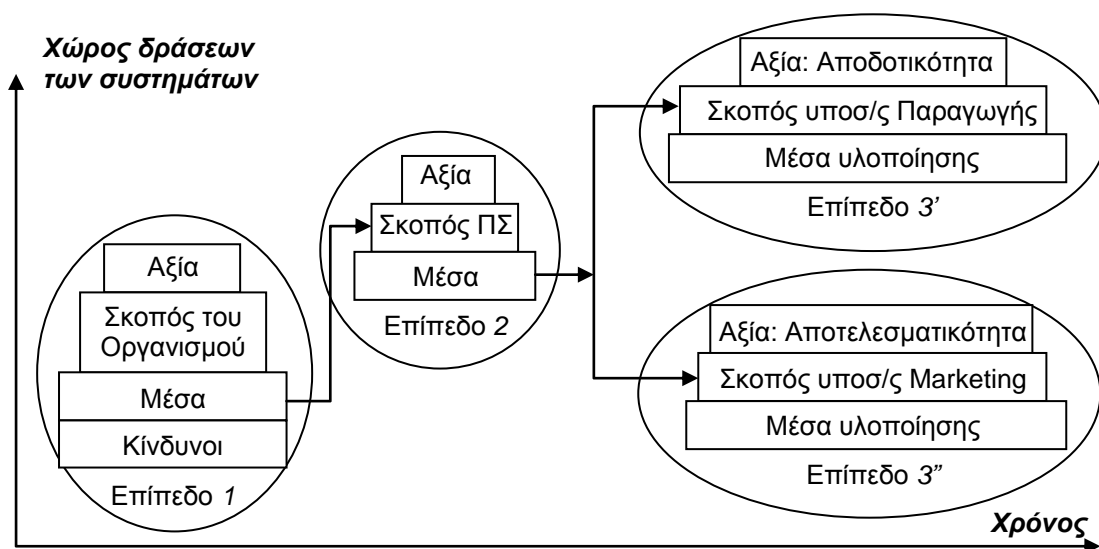 Χώρος δράσεων
των συστημάτων
Αξία
Σκοπός του
Οργανισμού
Μέσα
Κίνδυνοι
Επίπεδο 1
Αξία
Σκοπός ΠΣ
Μέσα
Επίπεδο 2
Αξία: Αποδοτικότητα
Σκοπός υποσ/ς Παραγωγής
Μέσα υλοποίησης
Επίπεδο 3’
Αξία: Αποτελεσματικότητα
Σκοπός υποσ/ς Marketing
Μέσα υλοποίησης
Επίπεδο 3”
Χρόνος